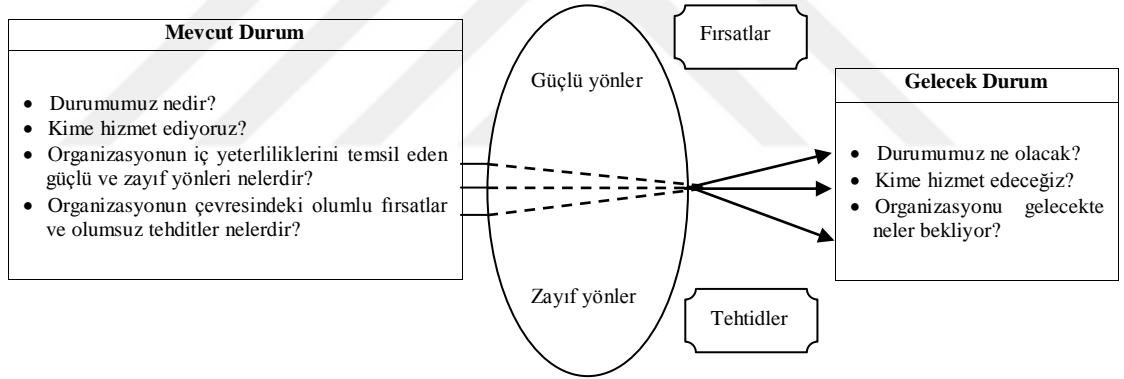 Mevcut Durum
• Durumumuz nedir?
• Kime hizmet ediyoruz?
• Organizasyonun iç yeterliliklerini temsil eden
güçlü ve zayıf yönleri nelerdir?
• Organizasyonun çevresindeki olumlu fırsatlar
ve olumsuz tehditler nelerdir?
Güçlü yönler
Zayıf yönler
Fırsatlar
Tehtidler
Gelecek Durum
• Durumumuz ne olacak?
• Kime hizmet edeceğiz?
• Organizasyonu gelecekte
neler bekliyor?